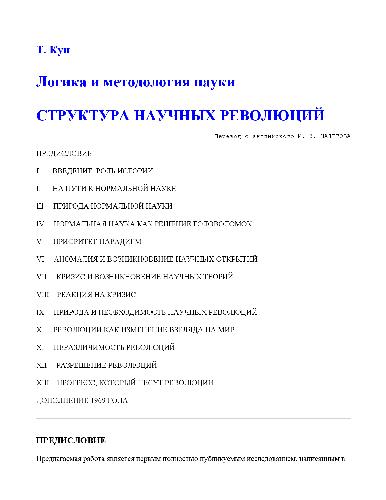 Т. Кун
Логика и методология науки
СТРУКТУРА НАУЧНЫХ РЕВОЛЮЦИЙ
Перевод с английского И. З. НАЛЕТОВА
ПРЕДИСЛОВИЕ
I ВВЕДЕНИЕ. РОЛЬ ИСТОРИИ
II НА ПУТИ К НОРМАЛЬНОЙ НАУКЕ
III ПРИРОДА НОРМАЛЬНОЙ НАУКИ
IV НОРМАЛЬНАЯ НАУКА КАК РЕШЕНИЕ ГОЛОВОЛОМОК
V ПРИОРИТЕТ ПАРАДИГМ
VI АНОМАЛИЯ И ВОЗНИКНОВЕНИЕ НАУЧНЫХ ОТКРЫТИЙ
VII КРИЗИС И ВОЗНИКНОВЕНИЕ НАУЧНЫХ ТЕОРИЙ
VIII РЕАКЦИЯ НА КРИЗИС
IX ПРИРОДА И НЕОБХОДИМОСТЬ НАУЧНЫХ РЕВОЛЮЦИЙ
X РЕВОЛЮЦИИ КАК ИЗМЕНЕНИЕ ВЗГЛЯДА НА МИР
XI НЕРАЗЛИЧИМОСТЬ РЕВОЛЮЦИЙ
XII РАЗРЕШЕНИЕ РЕВОЛЮЦИЙ
XIII ПРОГРЕСС, КОТОРЫЙ НЕСУТ РЕВОЛЮЦИИ
ДОПОЛНЕНИЕ 1969 ГОДА
ПРЕДИСЛОВИЕ
Предлагаемая работа является первым полностью публикуемым исследованием, написанным в